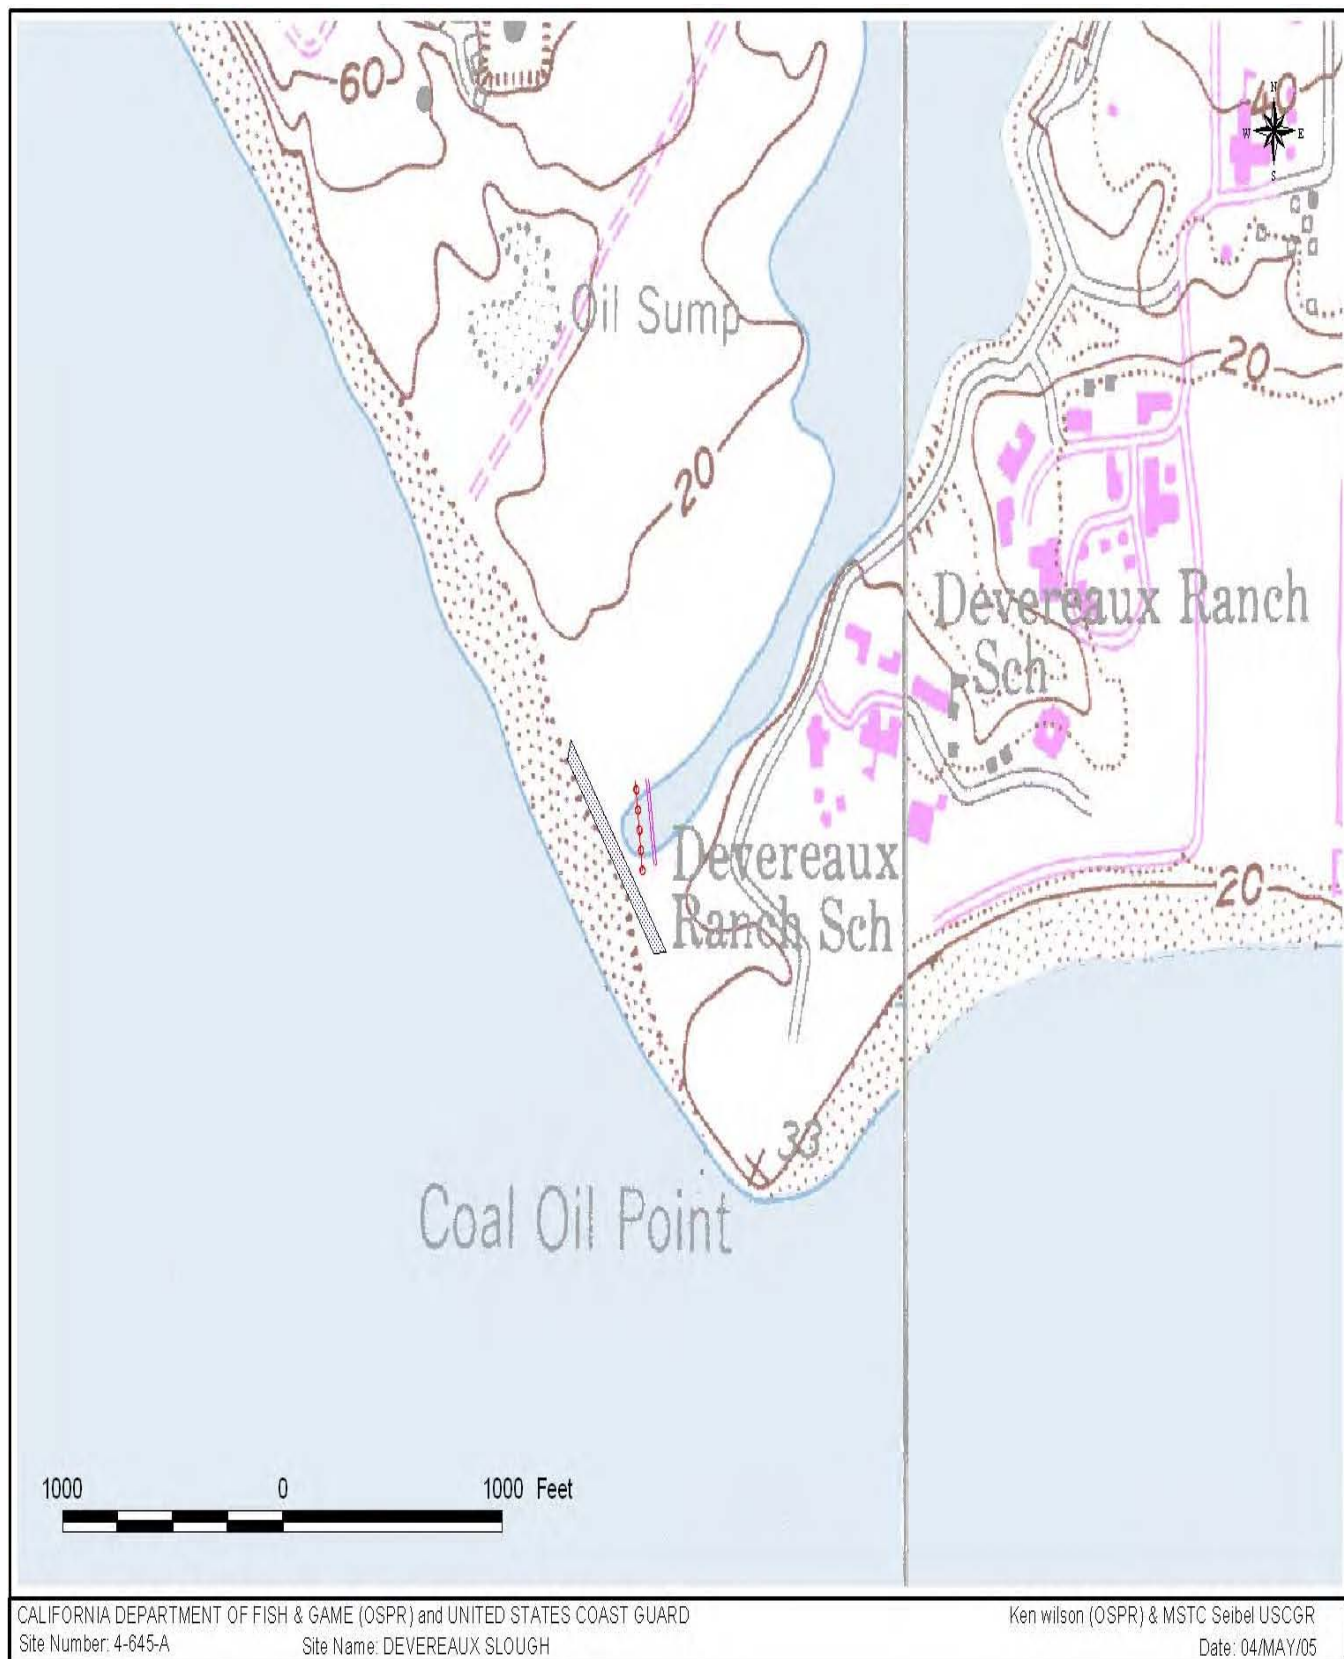 60
40
N
W E
S
Oil Sump
20
20
Devereaux Ranch
Sch
Devereaux
Ranch Sch
20
33
Coal Oil Point
1000 0 1000 Feet
CALIFORNIA DEPARTMENT OF FISH & GAME (OSPR) and UNITED STATES COAST GUARD
Ken wilson (OSPR) & MSTC Seibel USCGR
Site Number: 4-645-A Site Name: DEVEREAUX SLOUGH
Date: 04/MAY/05